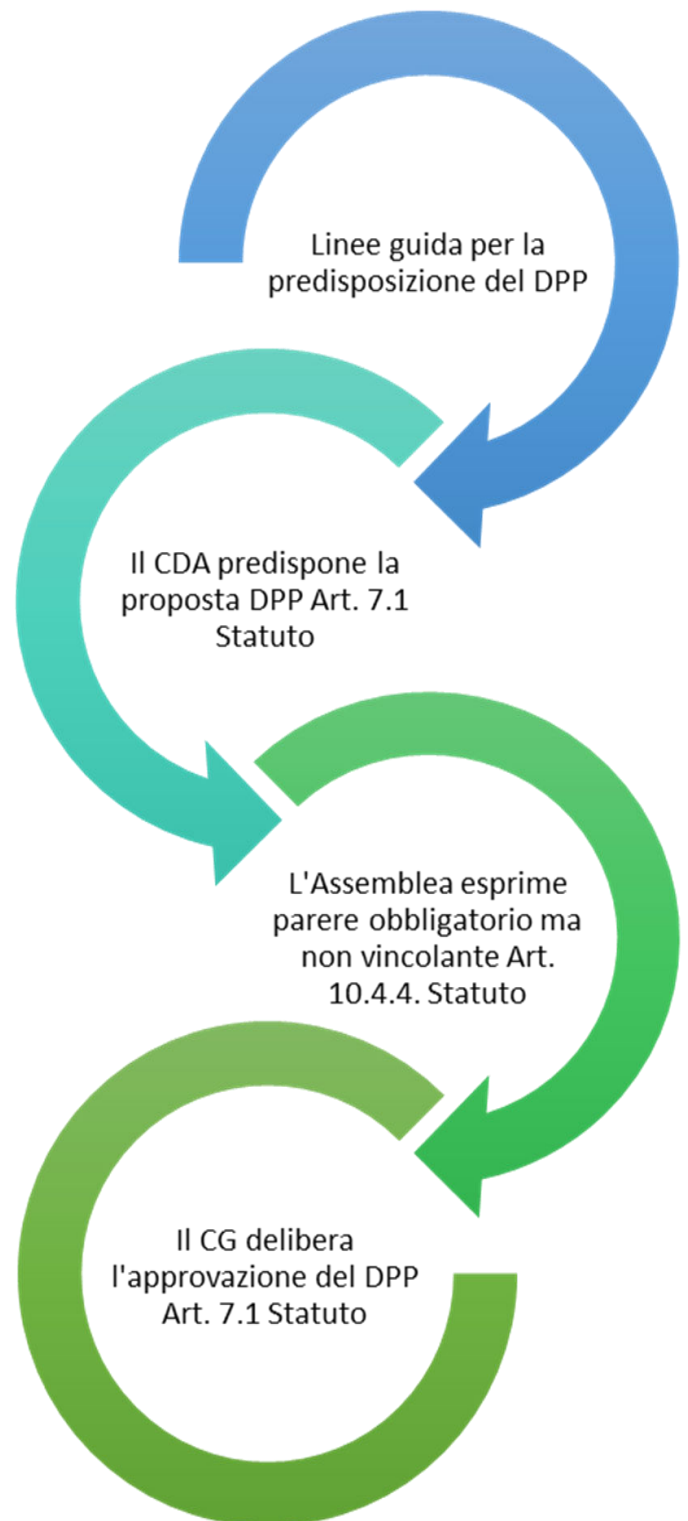 Linee guida per la
predisposizione del DPP
Il CDA predispone la
proposta DPP Art. 7.1
Statuto
L'Assemblea esprime
parere obbligatorio ma
non vincolante Art.
10.4.4. Statuto
Il CG delibera
l'approvazione del DPP
Art. 7.1 Statuto